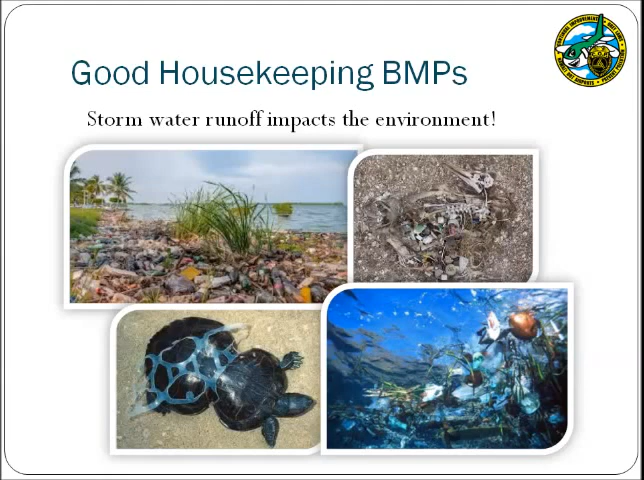 Good Housekeeping BMPs
Storm water runoff impacts the environment!